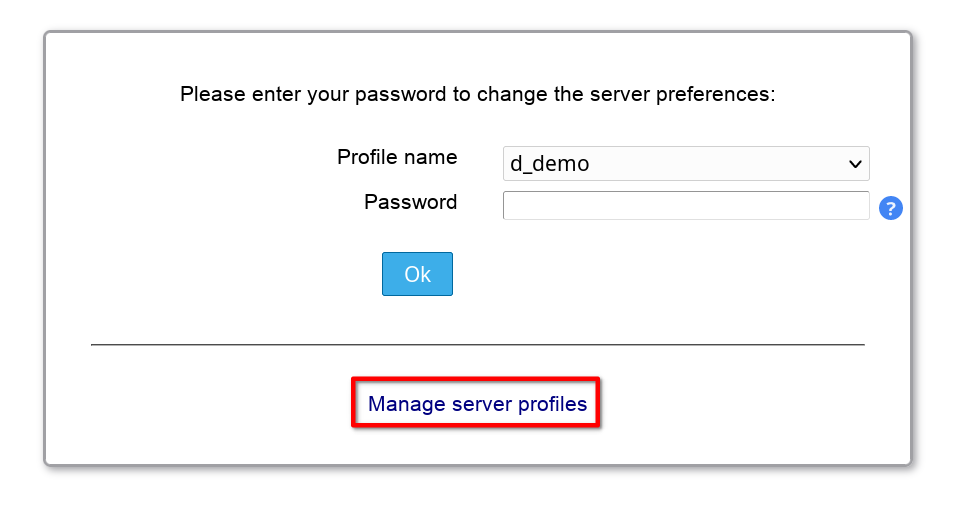 Please enter your password to change the server preferences:
Profile name
d_demo
Password
?
Ok
Manage server profiles